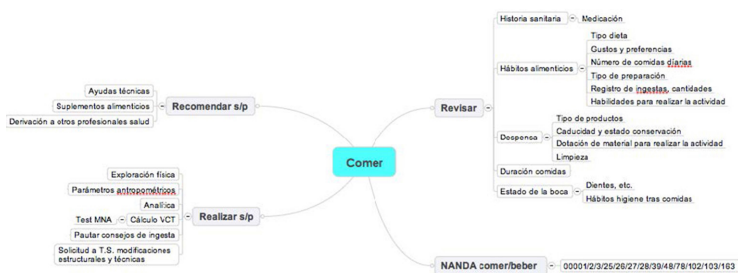 Comer
Revisar
Historia sanitaria
Medicación
Hábitos alimenticios
Tipo dieta
Gustos y preferencias
Número de comidas díarias
Tipo de preparación
Registro de ingestas, cantidades
Habilidades para realizar la actividad
Despensa
Tipo de productos
Caducidad y estado conservación
Dotación de material para realizar la actividad
Limpieza
Duración comidas
Estado de la boca
Dientes, etc.
Hábitos higiene tras comidas
NANDA comer/beber
00001/2/3/25/26/27/28/39/48/78/102/103/163
Recomendar s/p
Ayudas técnicas
Suplementos alimenticios
Derivación a otros profesionales salud
Realizar s/p
Exploración física
Parámetros antropométricos
Analítica
Cálculo VCT
Test MNA
Pautar consejos de ingesta
Solicitud a T.S. modificaciones
estructurales y técnicas